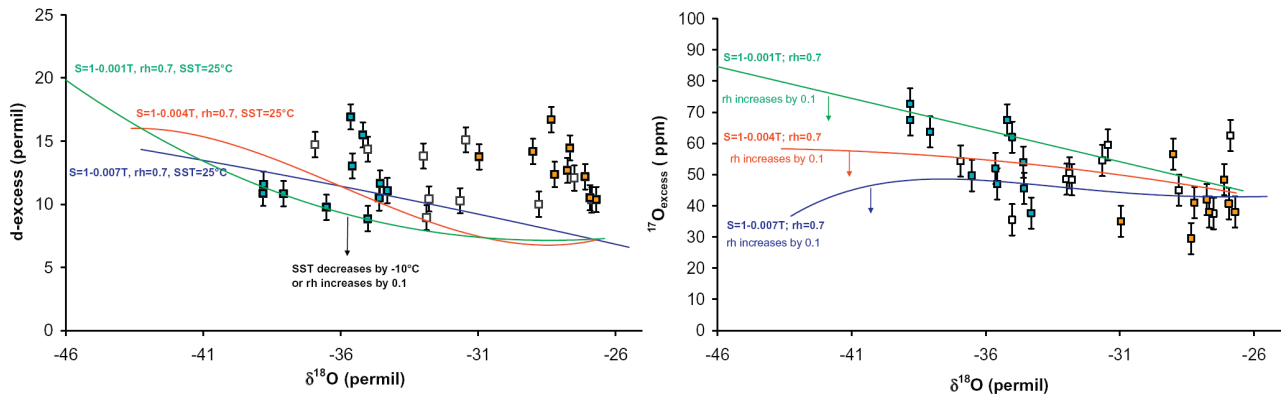 25
20
15
10
5
0
d-excess (permil)
S=1-0.001T, rh=0.7, SST=25°C
S=1-0.004T, rh=0.7, SST=25°C
S=1-0.007T, rh=0.7, SST=25°C
SST decreases by -10°C
or rh increases by 0.1
-46 -41 -36 -31 -26
δ18O (permil)
100
90
80
70
60
50
40
30
20
10
0
17Oexcess ( ppm)
S=1-0.001T; rh=0.7
rh increases by 0.1
S=1-0.004T; rh=0.7
rh increases by 0.1
S=1-0.007T; rh=0.7
rh increases by 0.1
-46 -41 -36 -31 -26
δ18O (permil)